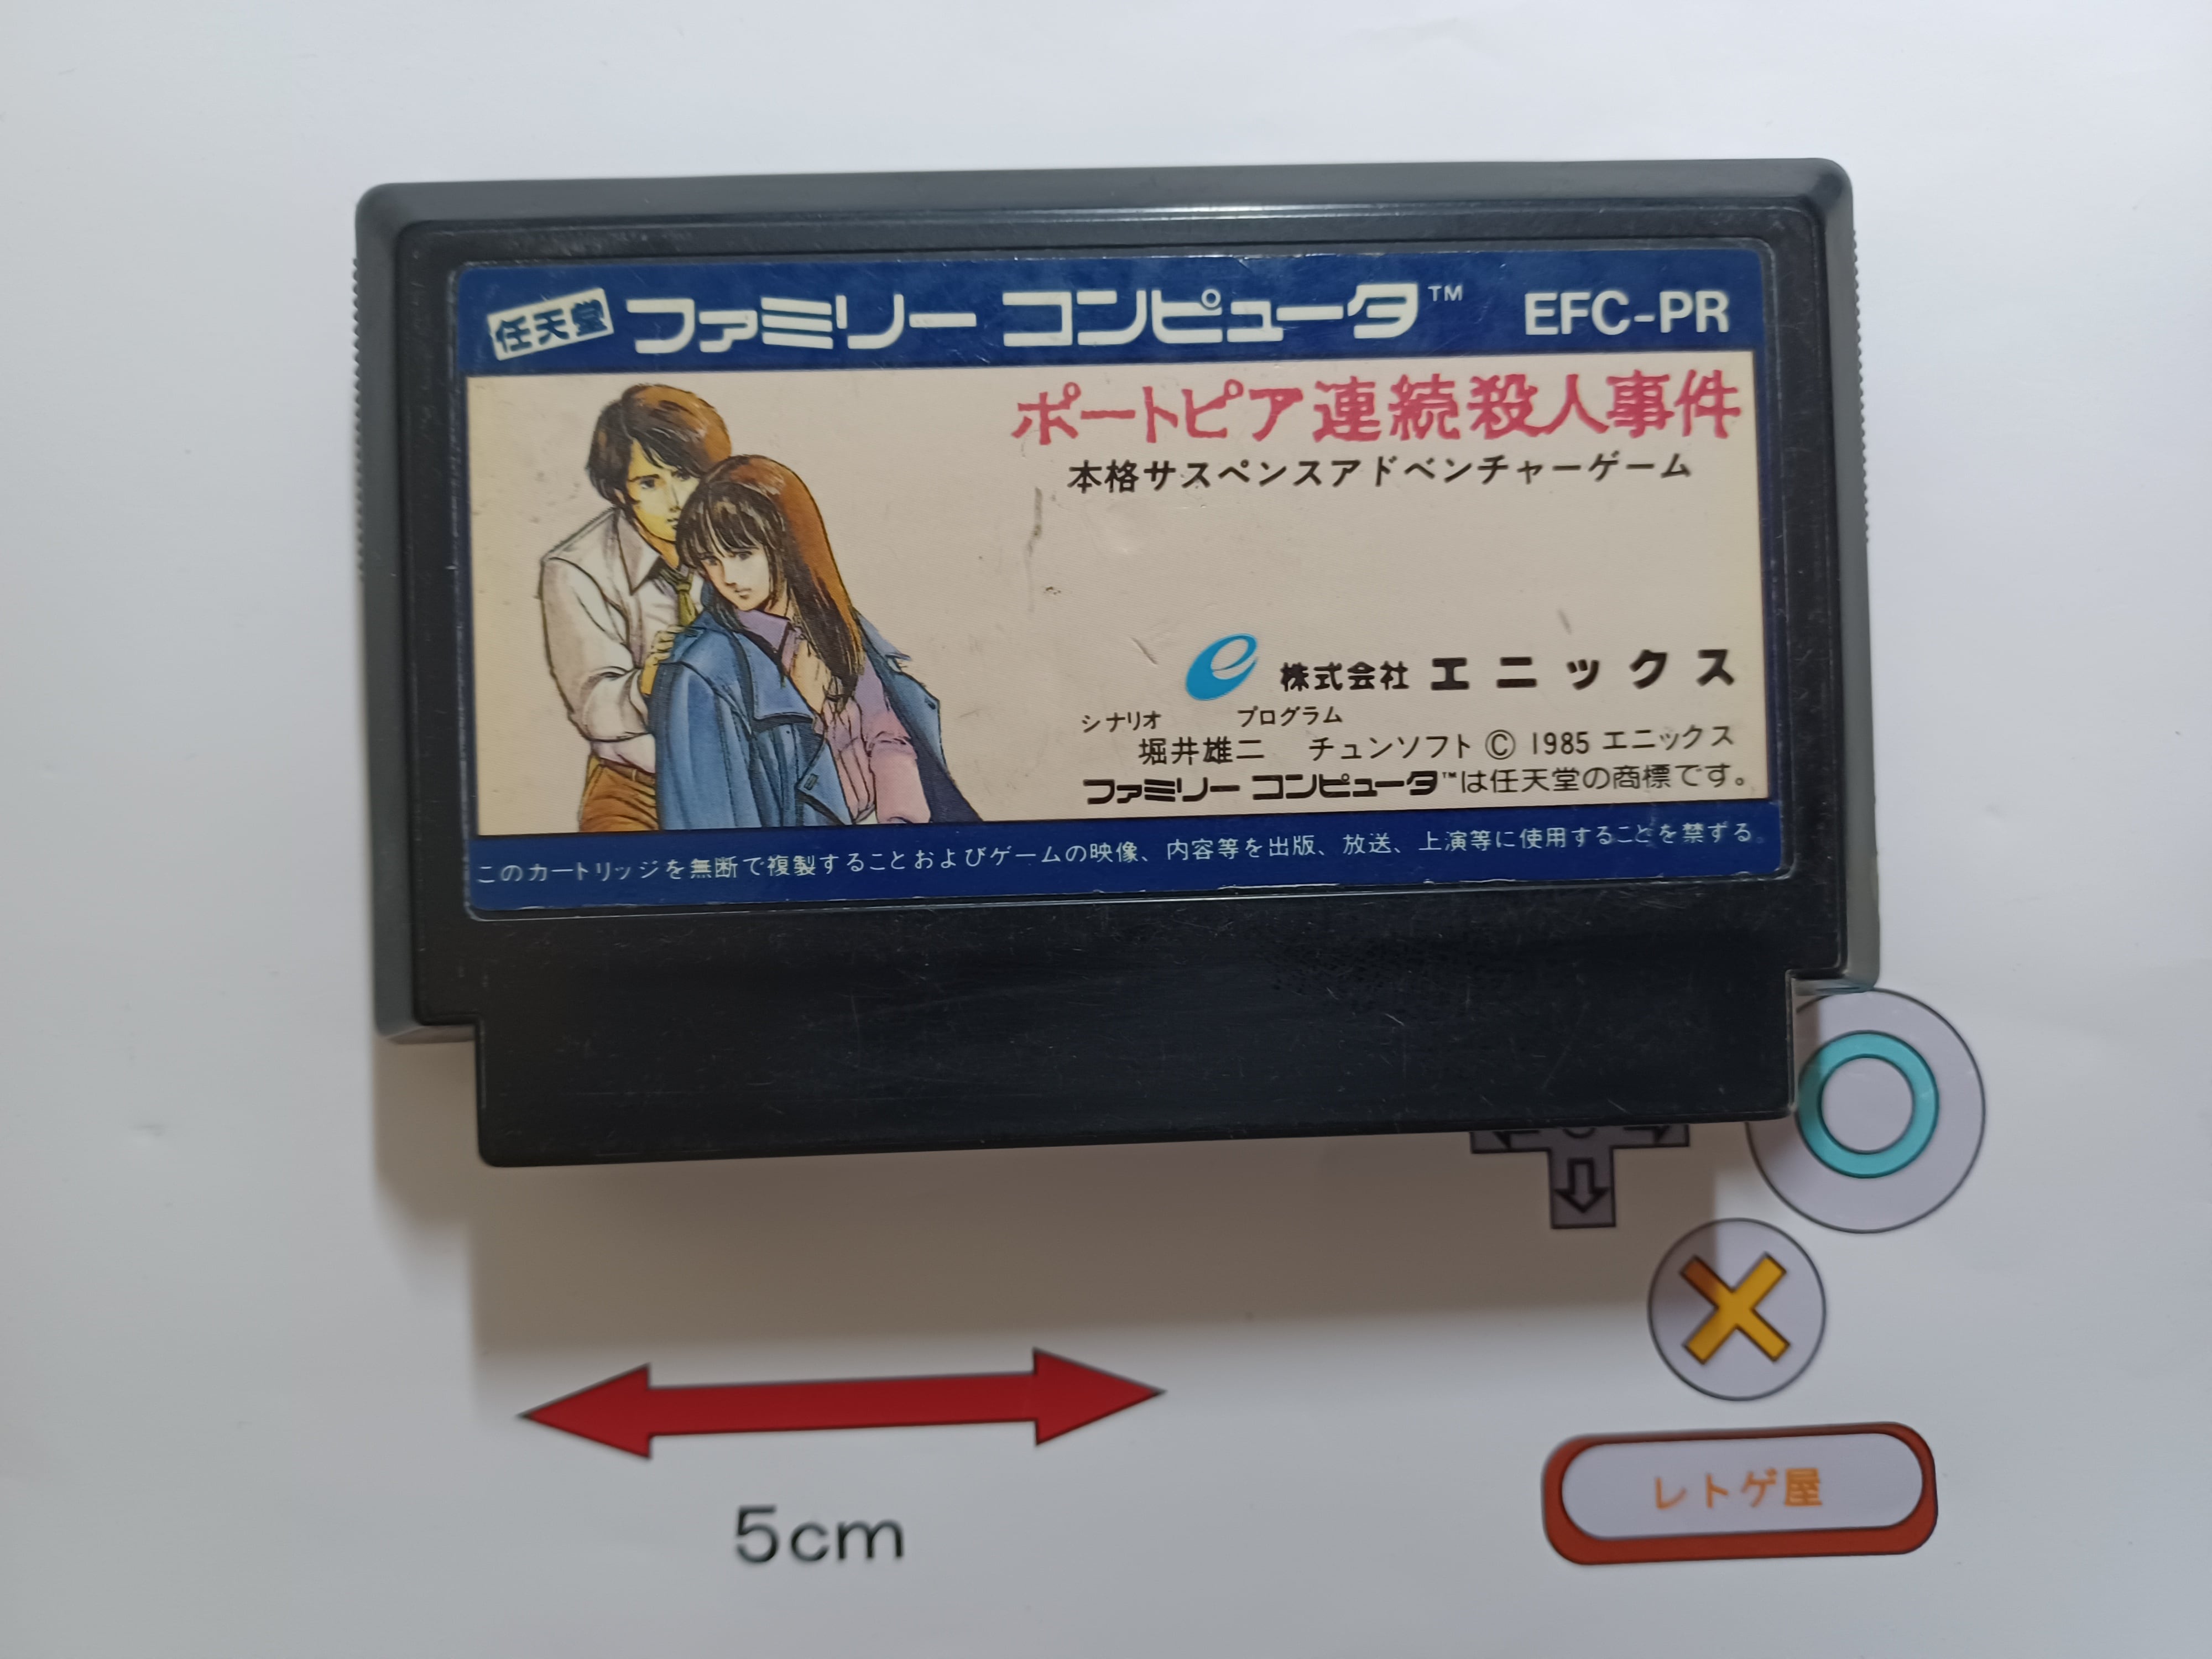 任天堂 ファミリー コンピュータ™ EFC-PR
ポートピア連続殺人事件
本格サスペンスアドベンチャーゲーム
e 株式会社 エニックス
シナリオ プログラム
堀井雄二 チュンソフト © 1985 エニックス
ファミリー コンピュータ™は任天堂の商標です。
このカートリッジを無断で複製することおよびゲームの映像、内容等を出版、放送、上演等に使用することを禁ずる。
5cm
レトゲ屋